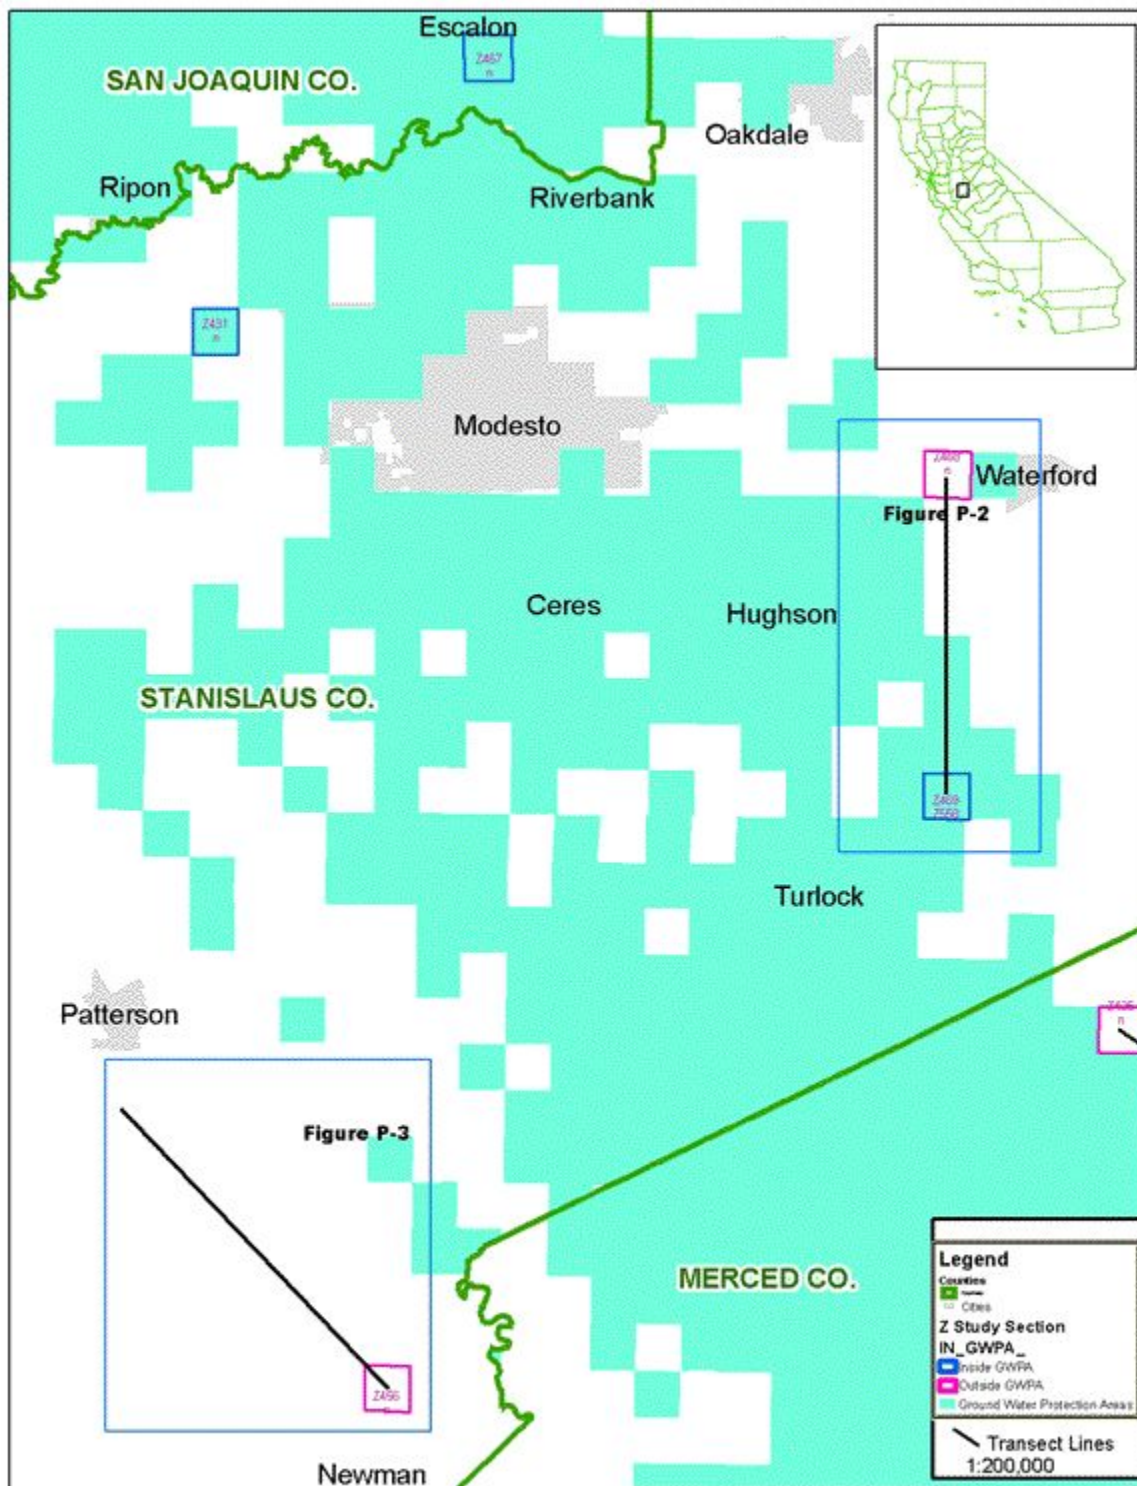 Escalon
Z467
n
SAN JOAQUIN CO.
Oakdale
Ripon
Riverbank
Z431
n
Modesto
n
Waterford
Figure P-2
Ceres
Hughson
STANISLAUS CO.
Z469
Turlock
Patterson
n
Figure P-3
MERCED CO.
Z456
Newman
Legend
Counties
Cities
Z Study Section
IN_GWPA_
Inside GWPA
Outside GWPA
Ground Water Protection Areas
Transect Lines
1:200,000